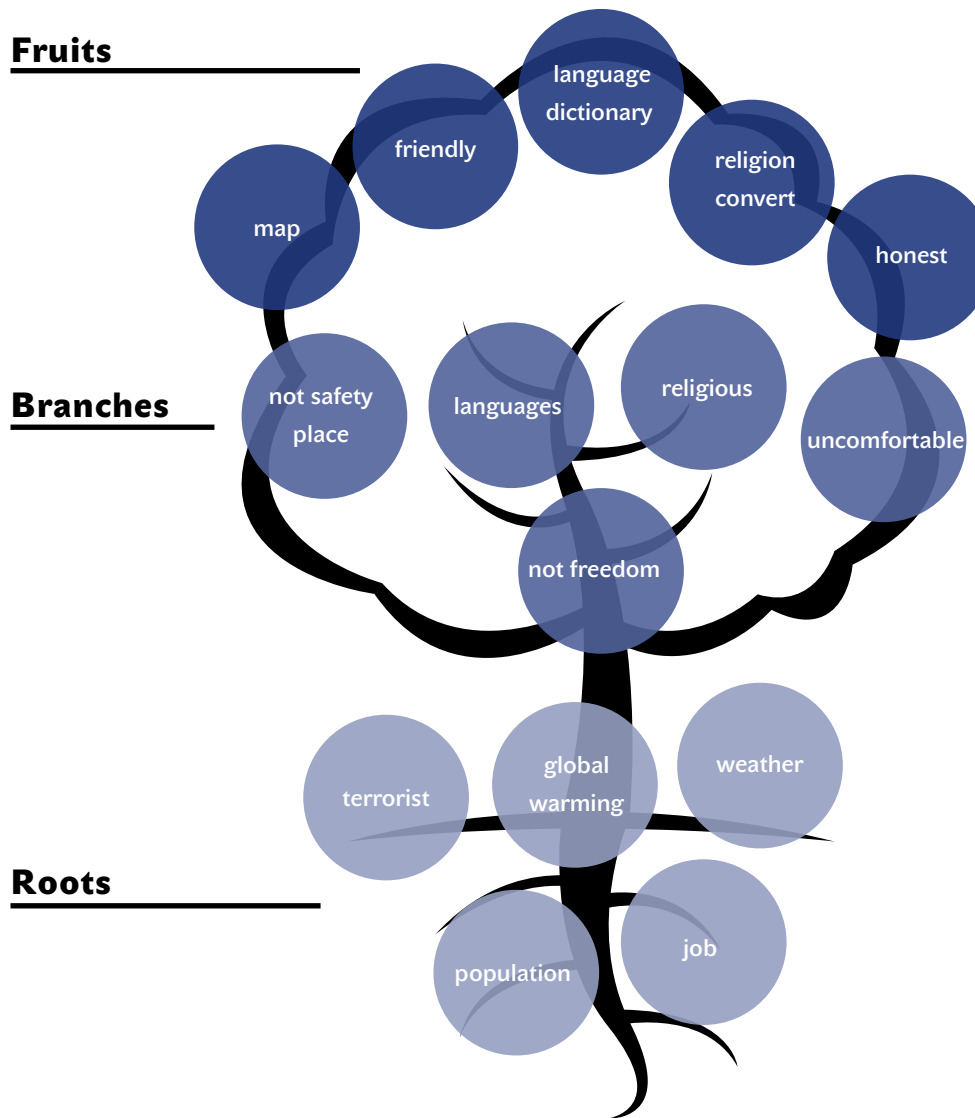 Fruits
language
dictionary
friendly
religion
convert
map
honest
Branches
not safety
place
languages
religious
uncomfortable
not freedom
terrorist
global
warming
weather
Roots
population
job